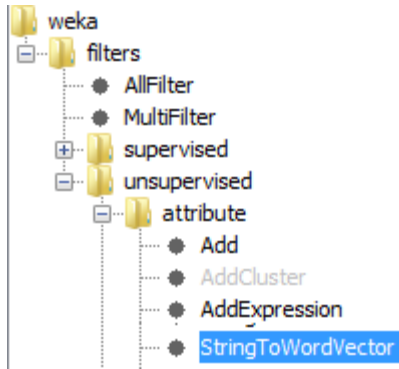 weka
filters
AllFilter
MultiFilter
supervised
unsupervised
attribute
Add
AddCluster
AddExpression
StringToWordVector